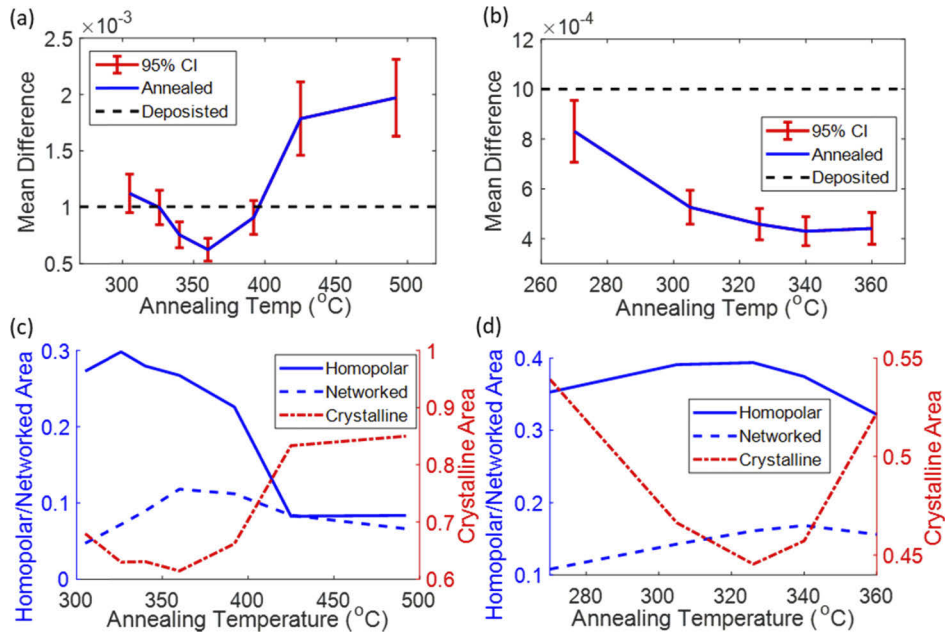 (a)
×10⁻³
2.5
2
1.5
1
0.5
Mean Difference
95% CI
Annealed
Deposisted
300
350
400
450
500
Annealing Temp (°C)
(b)
×10⁻⁴
12
10
8
6
4
Mean Difference
95% CI
Annealed
Deposited
260
280
300
320
340
360
Annealing Temp (°C)
(c)
0.3
0.2
0.1
0
Homopolar/Networked Area
Homopolar
Networked
Crystalline
1
0.9
0.8
0.7
0.6
Crystalline Area
300
350
400
450
500
Annealing Temperature (°C)
(d)
0.4
0.3
0.2
0.1
Homopolar/Networked Area
Homopolar
Networked
Crystalline
0.55
0.5
0.45
Crystalline Area
280
300
320
340
360
Annealing Temperature (°C)